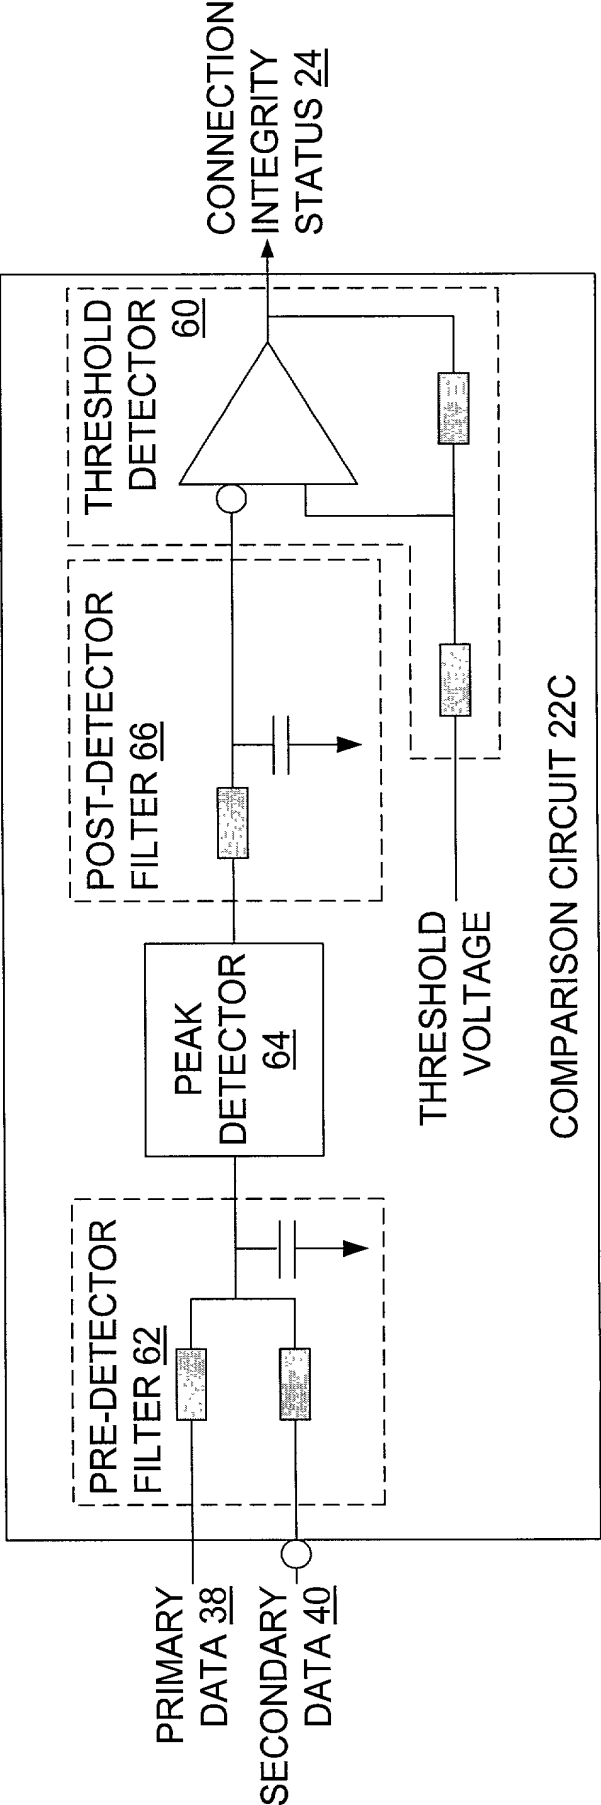 PRIMARY
DATA 38
SECONDARY
DATA 40
PRE-DETECTOR
FILTER 62
PEAK
DETECTOR
64
POST-DETECTOR
FILTER 66
THRESHOLD
DETECTOR
60
THRESHOLD
VOLTAGE
CONNECTION
INTEGRITY
STATUS 24
COMPARISON CIRCUIT 22C